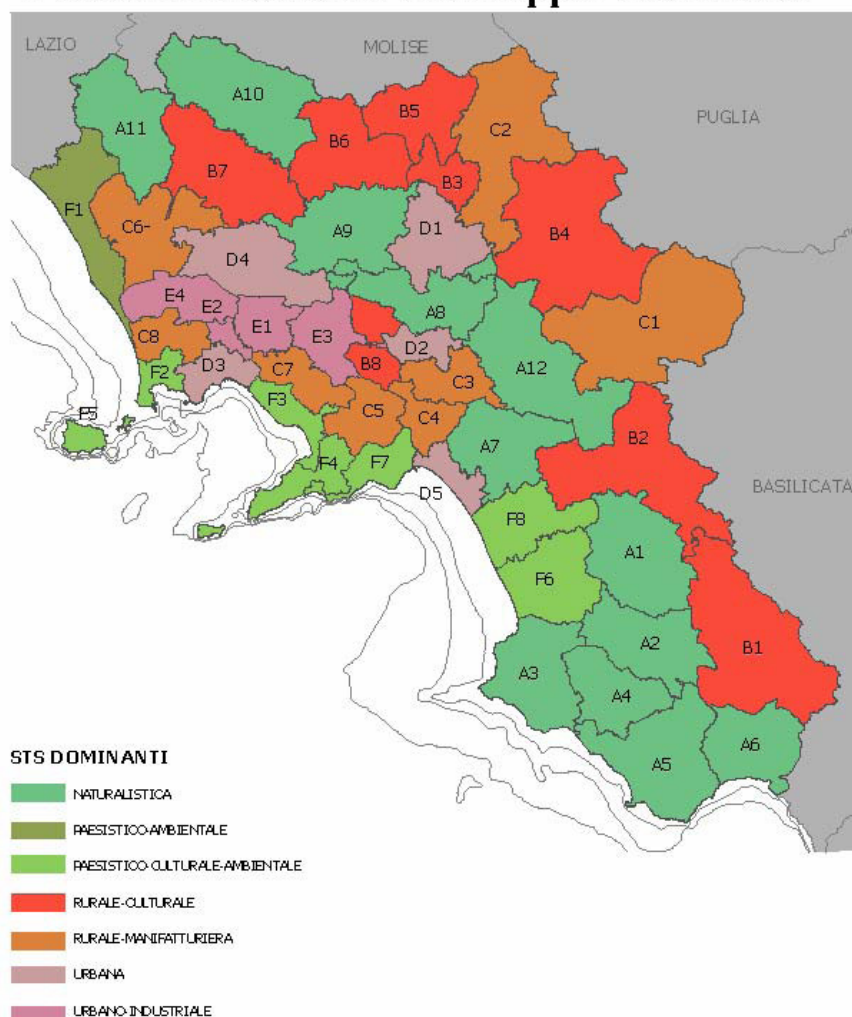 LAZIO
MOLISE
PUGLIA
BASILICATA
A10
A11
B5
C2
B6
B7
B3
F1
C6-
A9
D1
B4
D4
E4
E2
A8
C1
E1
E3
C8
D2
A12
F2
D3
C7
B8
C3
F3
F5
C5
C4
B2
A7
F4
F7
D5
F8
A1
F6
A2
B1
A3
A4
A6
A5
STS DOMINANTI
NATURALISTICA
PAESISTICO-AMBIENTALE
PAESISTICO-CULTURALE-AMBIENTALE
RURALE-CULTURALE
RURALE-MANIFATTURIERA
URBANA
URBANO-INDUSTRIALE